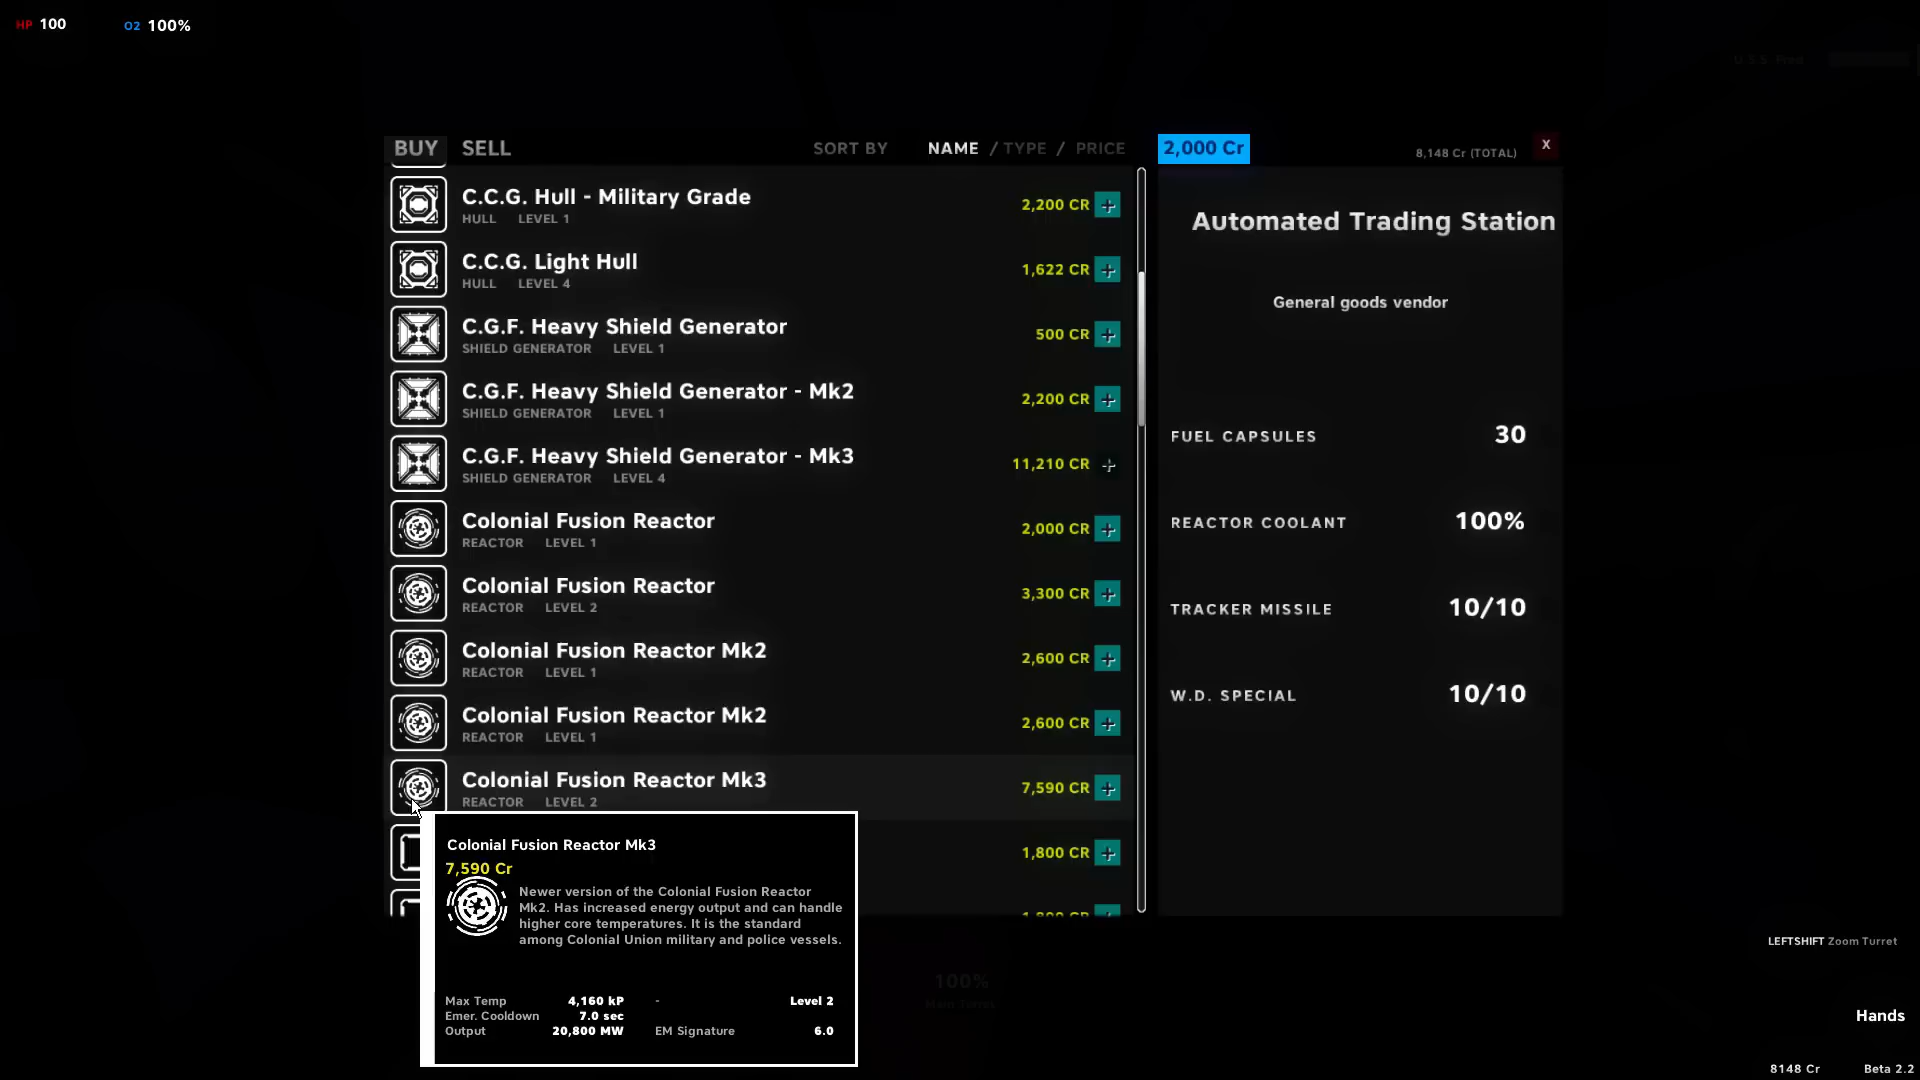 HP 100
O2 100%
U.S.S. Fred
BUY SELL SORT BY NAME / TYPE / PRICE
2,000 Cr
8,148 Cr (TOTAL)
X
C.C.G. Hull - Military Grade
HULL LEVEL 1
2,200 CR +
C.C.G. Light Hull
HULL LEVEL 4
1,622 CR +
C.G.F. Heavy Shield Generator
SHIELD GENERATOR LEVEL 1
500 CR +
C.G.F. Heavy Shield Generator - Mk2
SHIELD GENERATOR LEVEL 1
2,200 CR +
C.G.F. Heavy Shield Generator - Mk3
SHIELD GENERATOR LEVEL 4
11,210 CR +
Colonial Fusion Reactor
REACTOR LEVEL 1
2,000 CR +
Colonial Fusion Reactor
REACTOR LEVEL 2
3,300 CR +
Colonial Fusion Reactor Mk2
REACTOR LEVEL 1
2,600 CR +
Colonial Fusion Reactor Mk2
REACTOR LEVEL 1
2,600 CR +
Colonial Fusion Reactor Mk3
REACTOR LEVEL 2
7,590 CR +
1,800 CR +
1,800 CR
Colonial Fusion Reactor Mk3
7,590 Cr
Newer version of the Colonial Fusion Reactor
Mk2. Has increased energy output and can handle
higher core temperatures. It is the standard
among Colonial Union military and police vessels.
Max Temp 4,160 kP - Level 2
Emer. Cooldown 7.0 sec
Output 20,800 MW EM Signature 6.0
Automated Trading Station
General goods vendor
FUEL CAPSULES 30
REACTOR COOLANT 100%
TRACKER MISSILE 10/10
W.D. SPECIAL 10/10
100%
LEFTSHIFT Zoom Turret
Hands
8148 Cr Beta 2.2